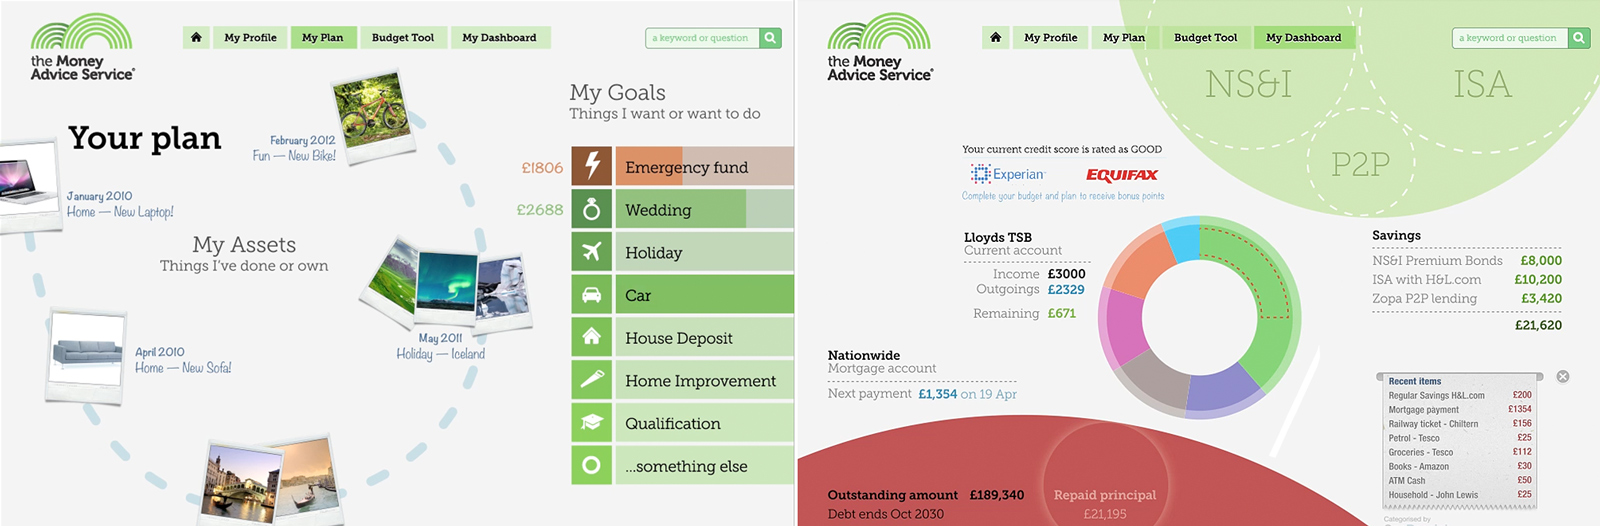 the Money
Advice Service
My Profile
My Plan
Budget Tool
My Dashboard
a keyword or question
Your plan
February 2012
Fun — New Bike!
January 2010
Home — New Laptop!
My Assets
Things I've done or own
May 2011
Holiday — Iceland
April 2010
Home — New Sofa!
My Goals
Things I want or want to do
£1806
Emergency fund
£2688
Wedding
Holiday
Car
House Deposit
Home Improvement
Qualification
...something else
the Money
Advice Service
My Profile
My Plan
Budget Tool
My Dashboard
a keyword or question
NS&I
ISA
P2P
Your current credit score is rated as GOOD
Experian
EQUIFAX
Complete your budget and plan to receive bonus points
Lloyds TSB
Current account
Income £3000
Outgoings £2329
Remaining £671
Nationwide
Mortgage account
Next payment £1,354 on 19 Apr
Outstanding amount £189,340
Debt ends Oct 2030
Repaid principal
£21,195
Savings
NS&I Premium Bonds £8,000
ISA with H&L.com £10,200
Zopa P2P lending £3,420
£21,620
Recent items
Regular Savings H&L.com £200
Mortgage payment £1354
Railway ticket - Chiltern £156
Petrol - Tesco £25
Groceries - Tesco £112
Books - Amazon £30
ATM Cash £50
Household - John Lewis £25
Categorised by